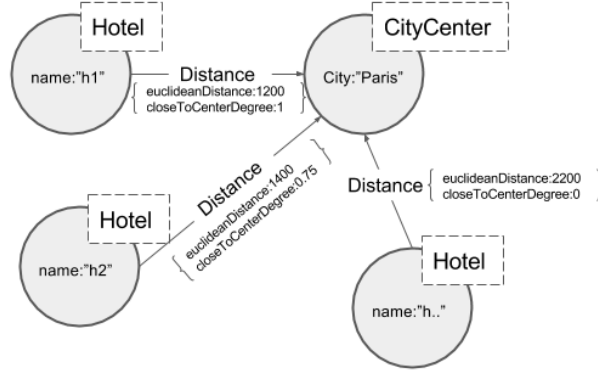 Hotel
CityCenter
name:"h1"
Distance
{ euclideanDistance:1200
closeToCenterDegree:1 }
City:"Paris"
Distance
{ euclideanDistance:1400
closeToCenterDegree:0.75 }
Distance
{ euclideanDistance:2200
closeToCenterDegree:0 }
Hotel
name:"h2"
Hotel
name:"h.."